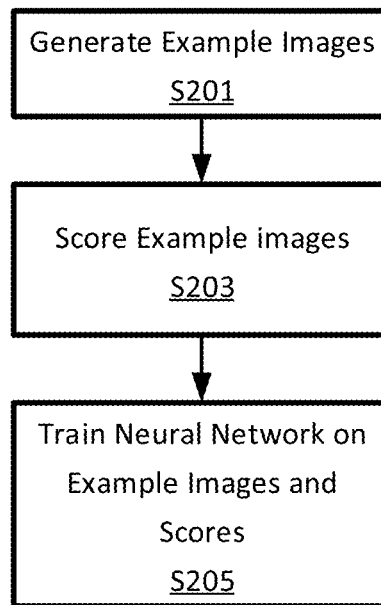 Generate Example Images
S201
Score Example images
S203
Train Neural Network on
Example Images and
Scores
S205